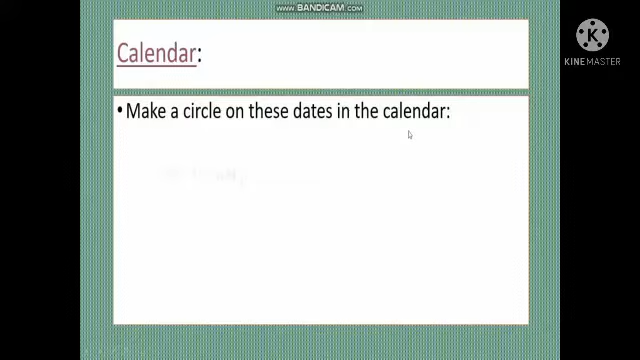 www.BANDICAM.com
Calendar:
K
KINEMASTER
• Make a circle on these dates in the calendar: